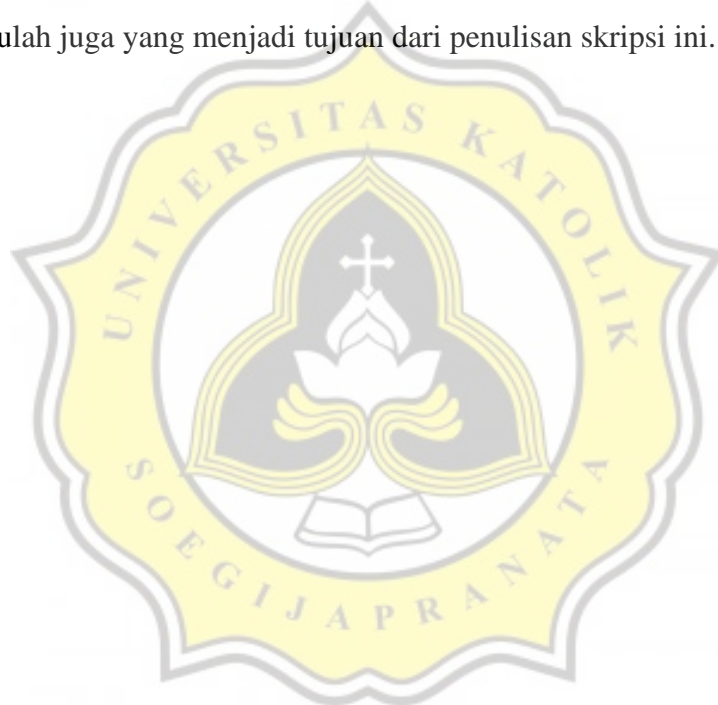 ulah juga yang menjadi tujuan dari penulisan skripsi ini.
UNIVERSITAS KATOLIK
SOEGIJAPRANATA